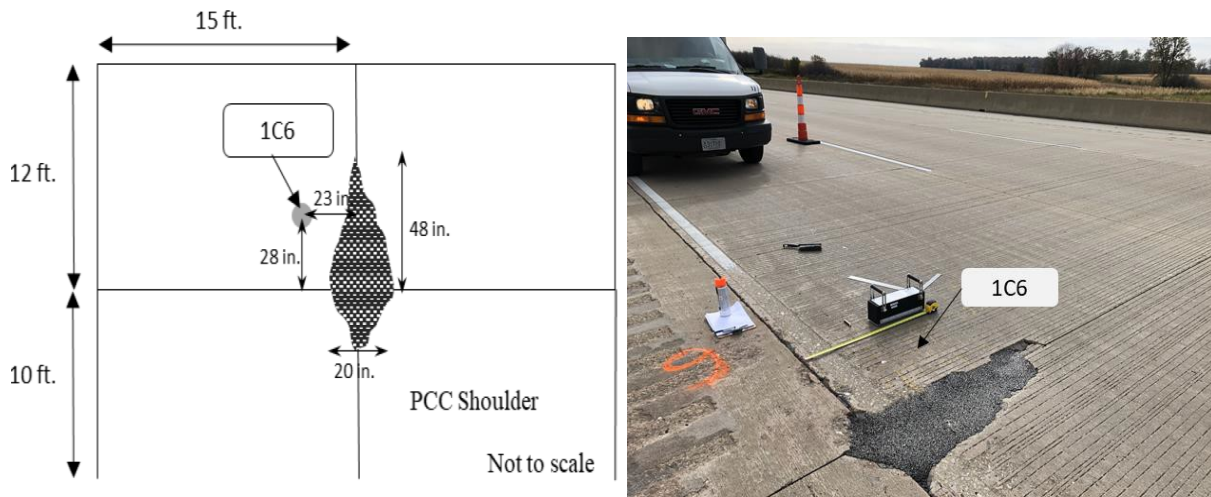 15 ft.
1C6
12 ft.
23 in.
48 in.
28 in.
20 in.
10 ft.
PCC Shoulder
Not to scale
GMC
1C6
6